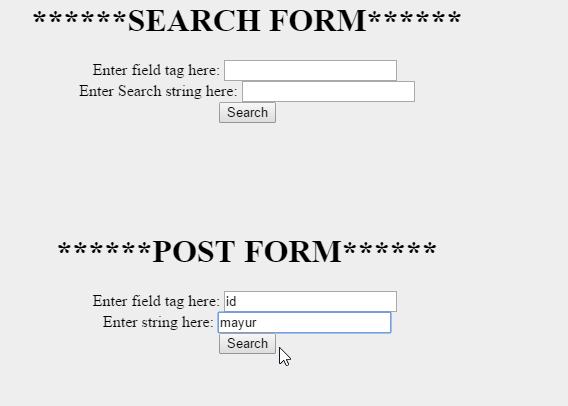 ******SEARCH FORM******
Enter field tag here:
Enter Search string here:
Search
******POST FORM******
Enter field tag here: id
Enter string here: mayur
Search